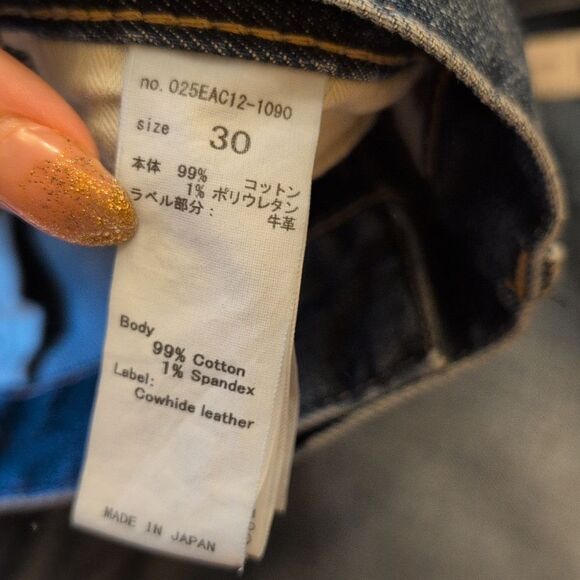 no. 025EAC12-1090
size 30
本体 99% コットン
1% ポリウレタン
ラベル部分: 牛革
Body
99% Cotton
1% Spandex
Label:
Cowhide leather
MADE IN JAPAN